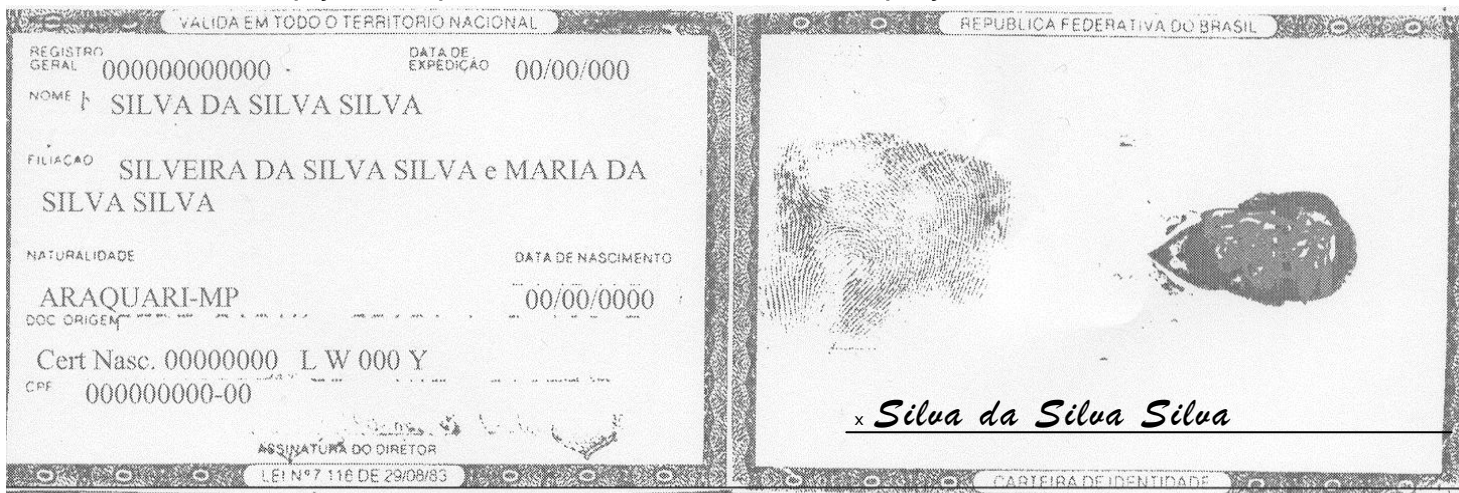 VALIDA EM TODO O TERRITORIO NACIONAL
REGISTRO GERAL 000000000000 DATA DE EXPEDIÇÃO 00/00/000
NOME SILVA DA SILVA SILVA
FILIAÇÃO SILVEIRA DA SILVA SILVA e MARIA DA
SILVA SILVA
NATURALIDADE DATA DE NASCIMENTO
ARAQUARI-MP 00/00/0000
DOC ORIGEM
Cert Nasc. 00000000 L W 000 Y
CPF 000000000-00
ASSINATURA DO DIRETOR
LEI Nº 7 116 DE 29/08/83
REPUBLICA FEDERATIVA DO BRASIL
x Silva da Silva Silva
CARTEIRA DE IDENTIDADE